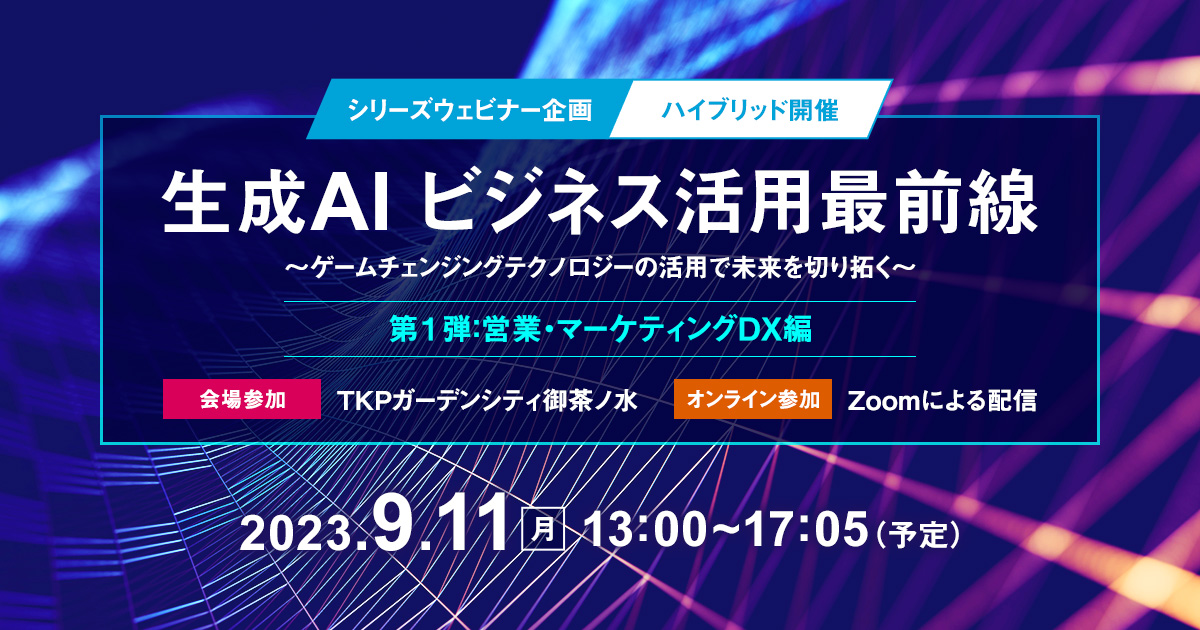 シリーズウェビナー企画 ハイブリッド開催
生成AI ビジネス活用最前線
～ゲームチェンジングテクノロジーの活用で未来を切り拓く～
第１弾：営業・マーケティングDX編
会場参加 TKPガーデンシティ御茶ノ水 オンライン参加 Zoomによる配信
2023.9.11 月 13:00~17:05（予定）